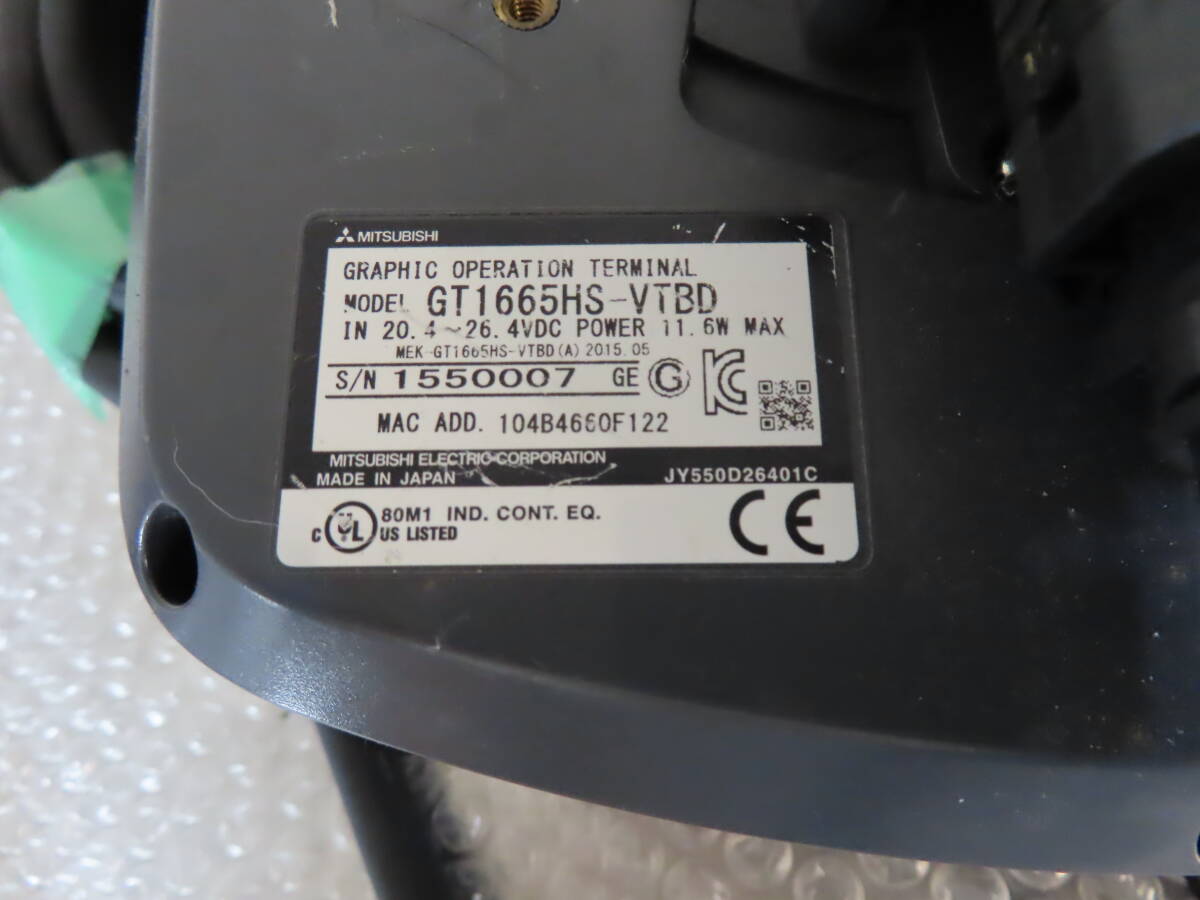 MITSUBISHI
GRAPHIC OPERATION TERMINAL
MODEL GT1665HS-VTBD
IN 20.4~26.4VDC POWER 11.6W MAX
MEK-GT1665HS-VTBD(A) 2015.05
S/N 1550007 GE G
MAC ADD. 104B4660F122
MITSUBISHI ELECTRIC CORPORATION
MADE IN JAPAN JY550D26401C
80M1 IND. CONT. EQ.
C UL US LISTED CE